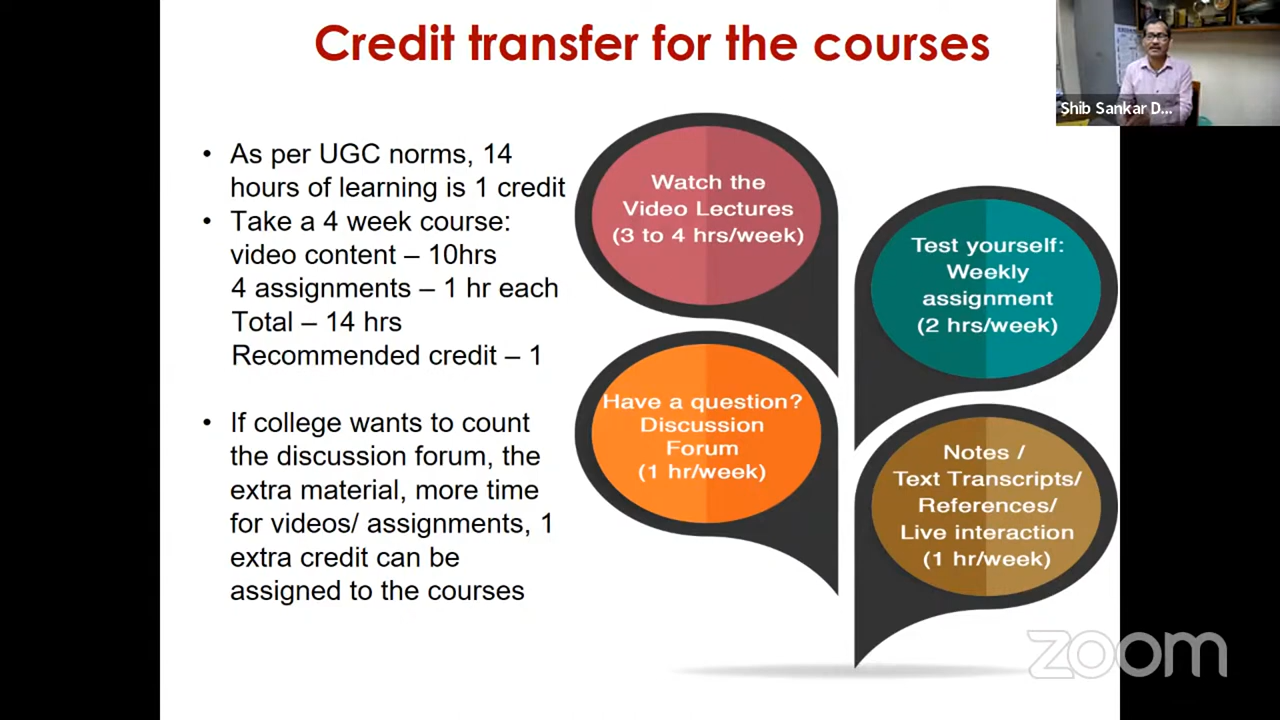 Credit transfer for the courses
Shib Sankar D...
• As per UGC norms, 14
hours of learning is 1 credit
• Take a 4 week course:
video content – 10hrs
4 assignments – 1 hr each
Total – 14 hrs
Recommended credit – 1
• If college wants to count
the discussion forum, the
extra material, more time
for videos/ assignments, 1
extra credit can be
assigned to the courses
Watch the
Video Lectures
(3 to 4 hrs/week)
Test yourself:
Weekly
assignment
(2 hrs/week)
Have a question?
Discussion
Forum
(1 hr/week)
Notes /
Text Transcripts/
References/
Live interaction
(1 hr/week)
zoom